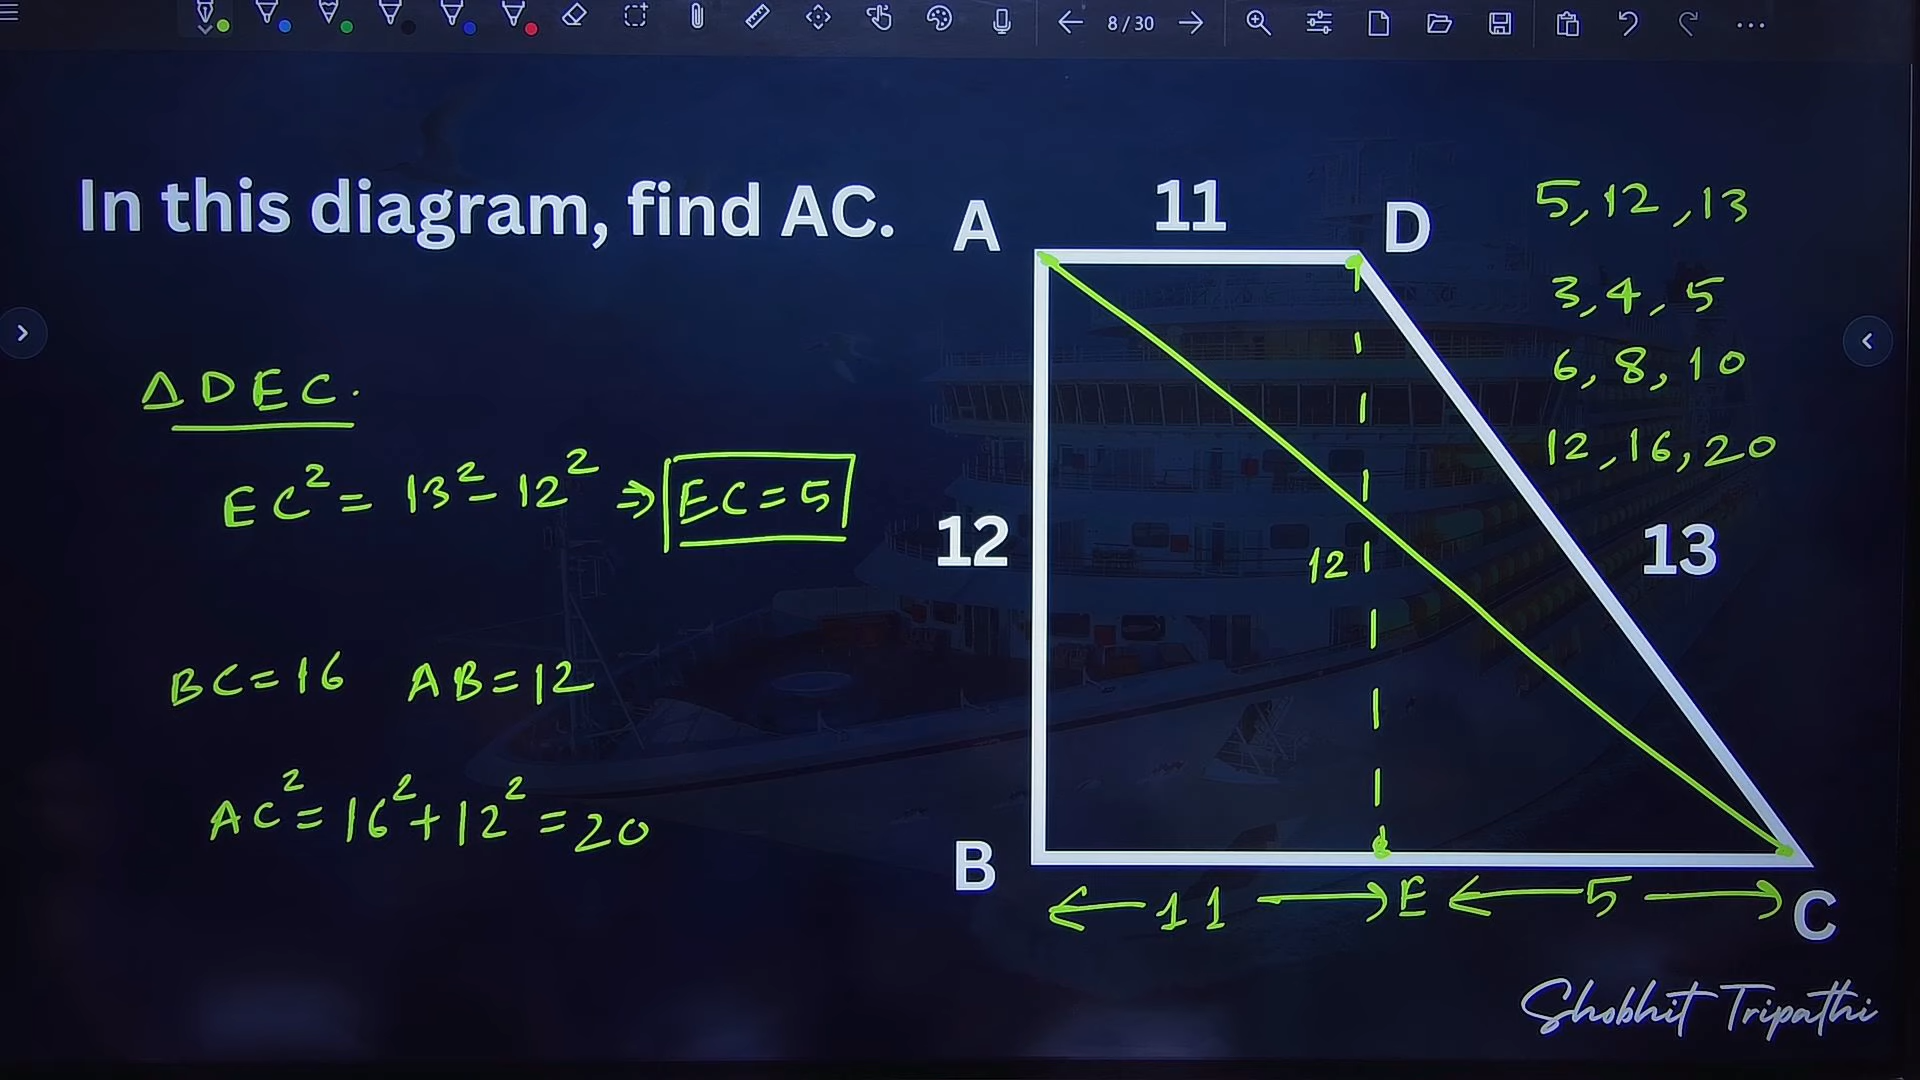 8 / 30
In this diagram, find AC.
A
11
D
5, 12, 13
3, 4, 5
6, 8, 10
12, 16, 20
△DEC.
EC² = 13² - 12² ⇒ EC = 5
12
12
13
BC = 16 AB = 12
AC² = 16² + 12² = 20
B
11
E
5
C
Shobhit Tripathi